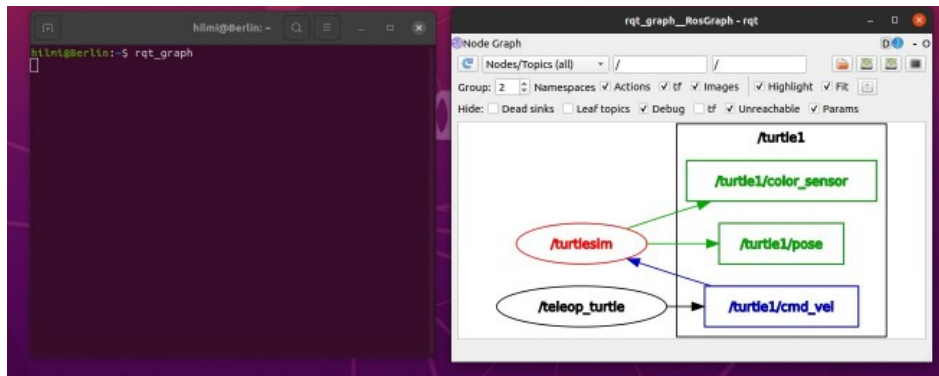 hilmi@Berlin: ~
hilmi@Berlin:~$ rqt_graph
rqt_graph__RosGraph - rqt
Node Graph
D
- O
Nodes/Topics (all)
/
/
Group: 2 Namespaces Actions tf Images Highlight Fit
Hide: Dead sinks Leaf topics Debug tf Unreachable Params
/turtle1
/turtle1/color_sensor
/turtlesim
/turtle1/pose
/teleop_turtle
/turtle1/cmd_vel